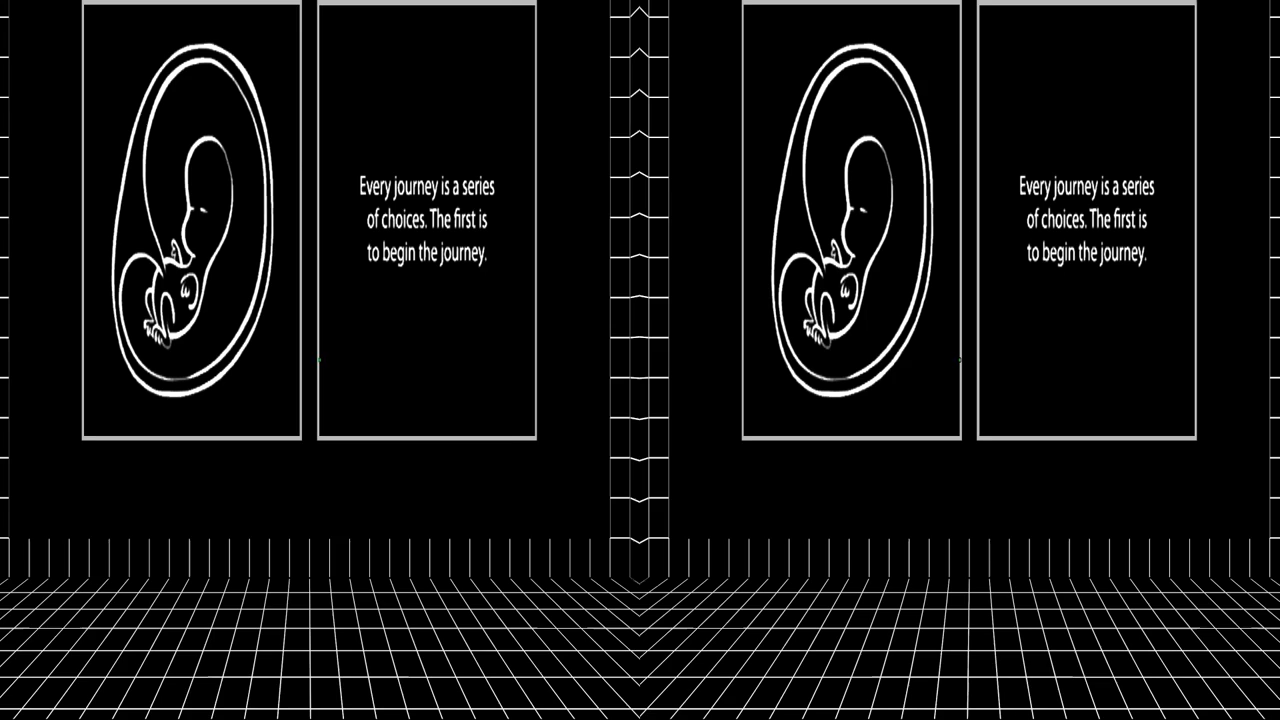 Every journey is a series
of choices. The first is
to begin the journey.
Every journey is a series
of choices. The first is
to begin the journey.